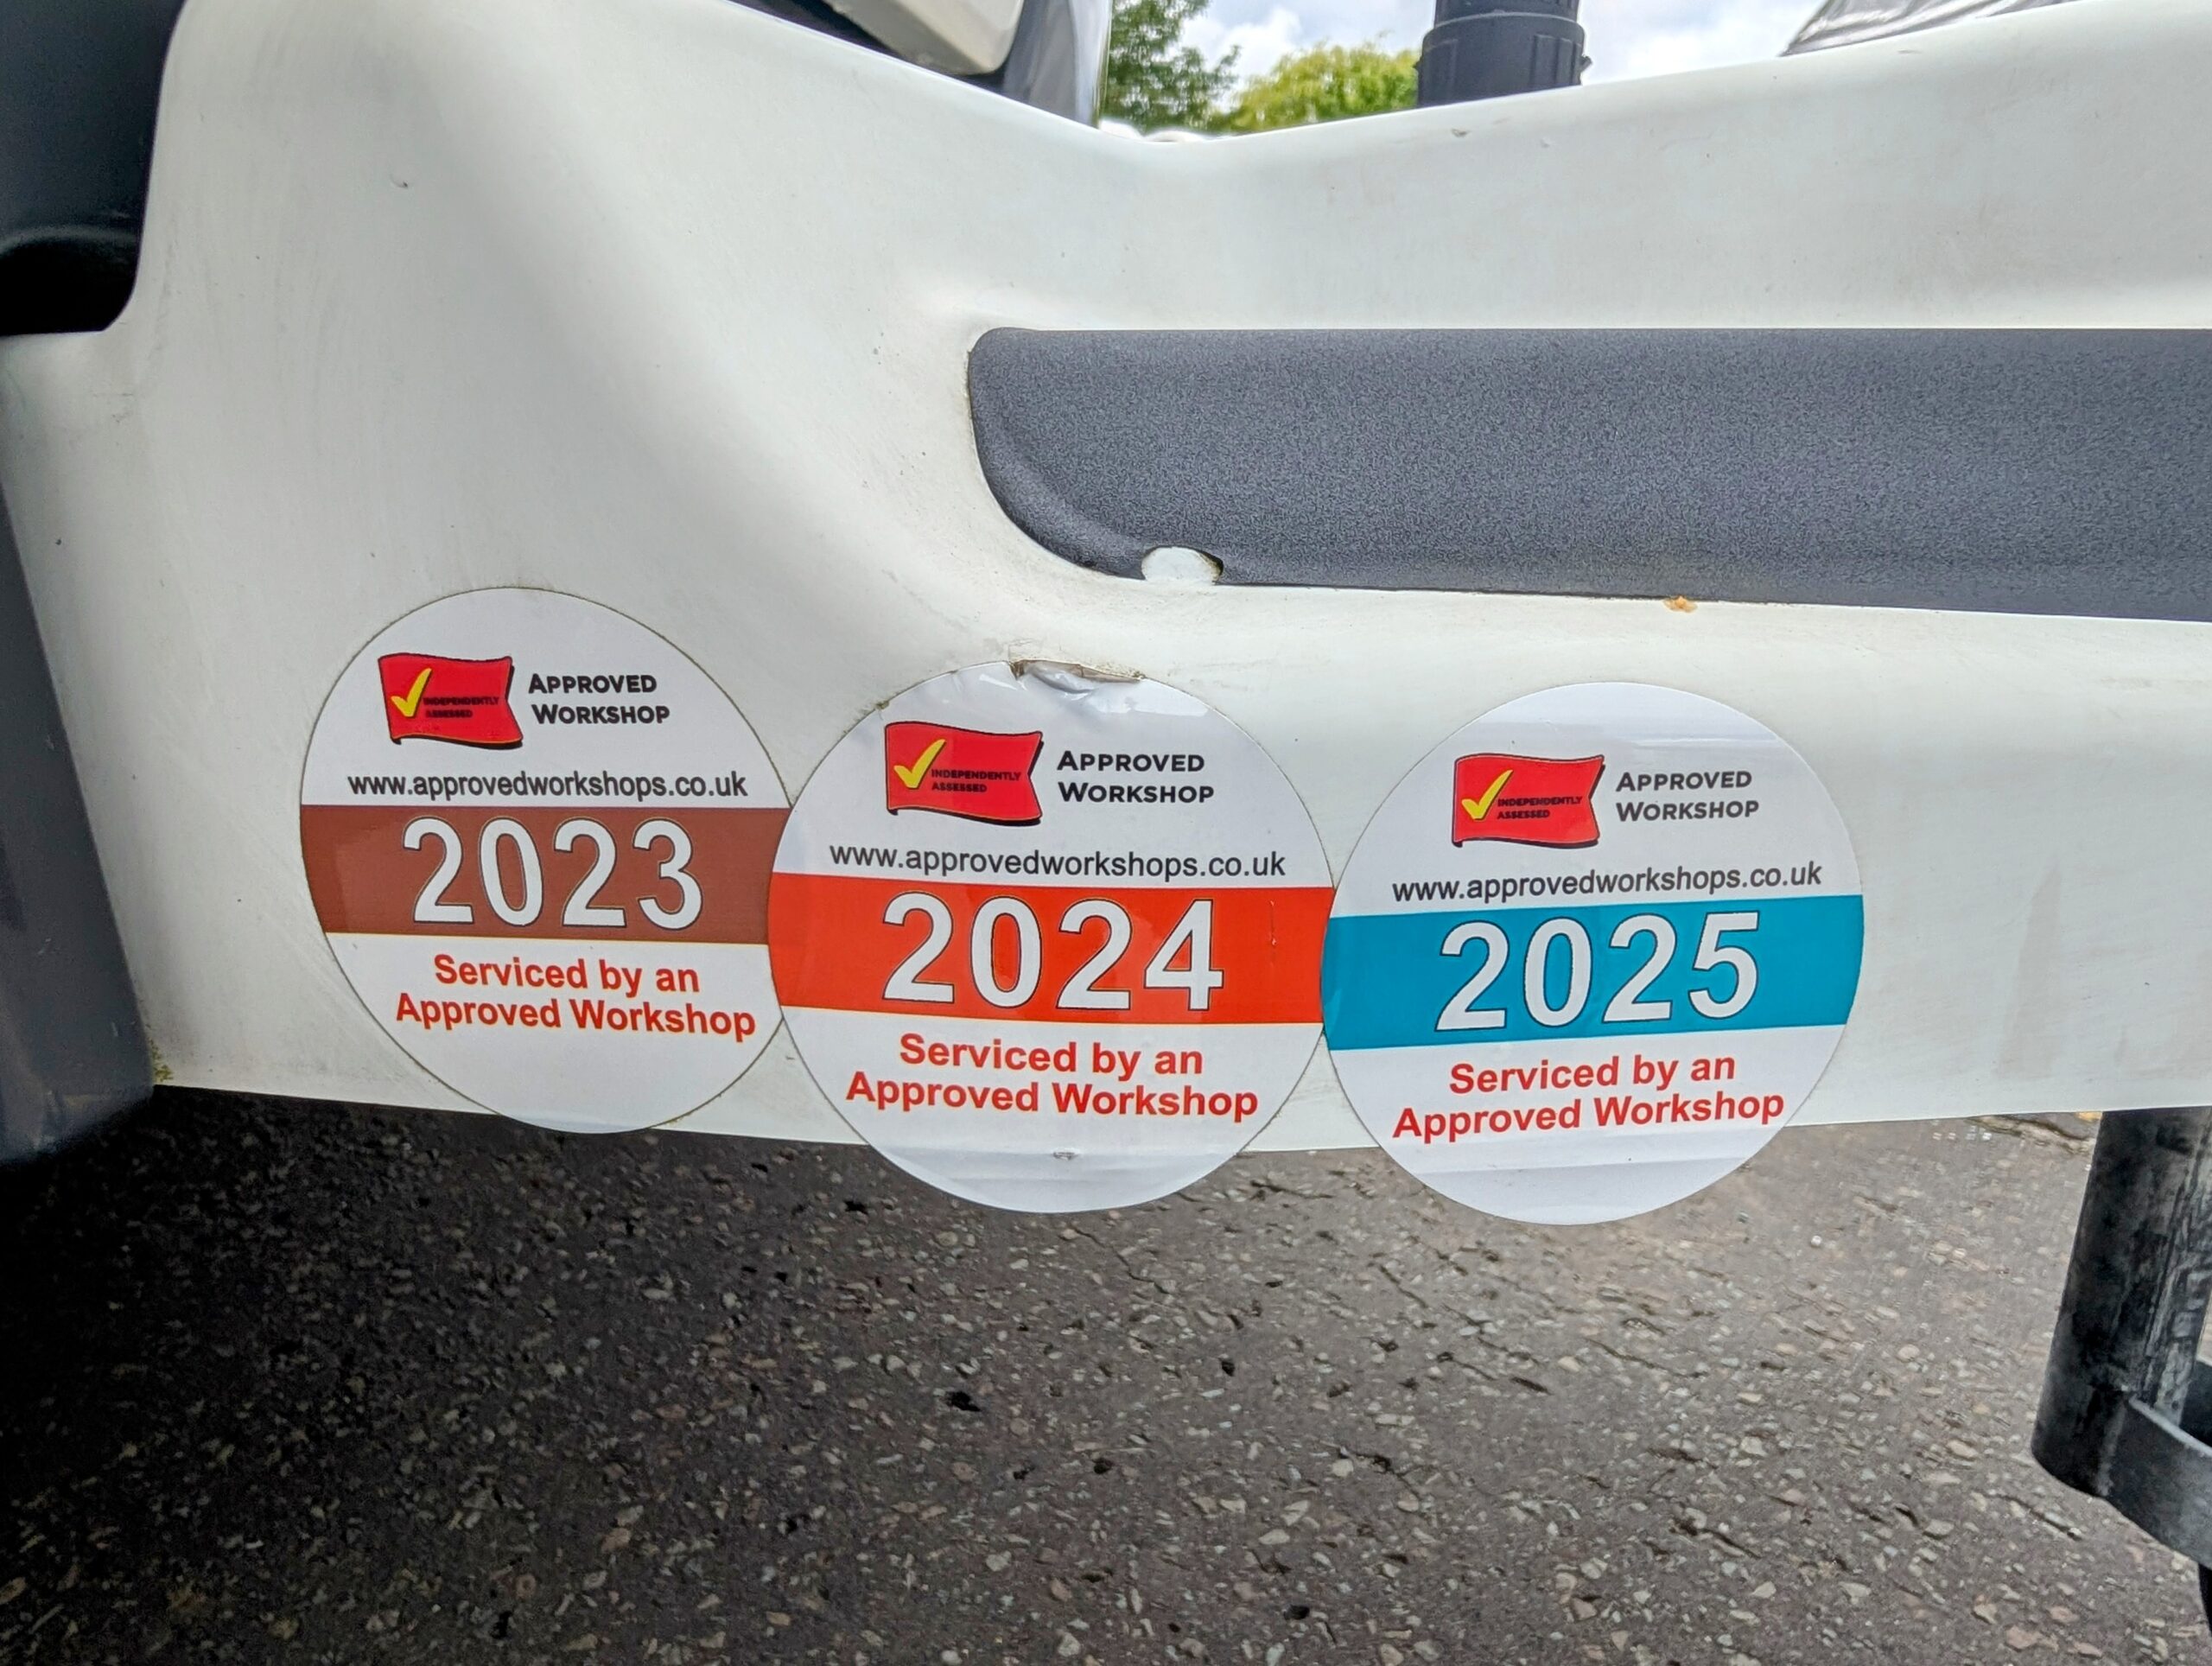 INDEPENDENTLY
ASSESSED
APPROVED
WORKSHOP
www.approvedworkshops.co.uk
2023
Serviced by an
Approved Workshop
INDEPENDENTLY
ASSESSED
APPROVED
WORKSHOP
www.approvedworkshops.co.uk
2024
Serviced by an
Approved Workshop
INDEPENDENTLY
ASSESSED
APPROVED
WORKSHOP
www.approvedworkshops.co.uk
2025
Serviced by an
Approved Workshop